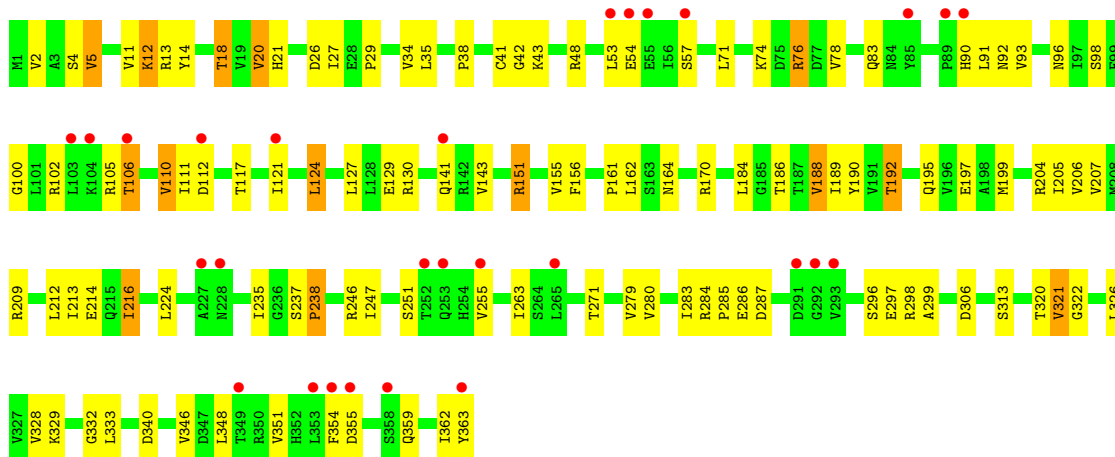 M1 V2 A3 S4 V5 V11 K12 R13 Y14 T18 V19 V20 H21 D26 I27 E28 P29 V34 L35 P38 C41 G42 K43 R48 L53 E54 E55 I56 S57 L71 K74 D75 R76 D77 V78 Q83 N84 Y85 P89 H90 L91 N92 V93 N96 I97 S98 E99
G100 L101 R102 L103 K104 R105 T106 V110 I111 D112 T117 I121 L124 L127 L128 E129 R130 Q141 R142 V143 R151 V155 F156 P161 L162 S163 N164 R170 L184 G185 T186 T187 V188 I189 Y190 V191 T192 Q195 V196 E197 A198 M199 R204 I205 V206 V207 M208
R209 L212 I213 E214 Q215 I216 L224 A227 N228 I235 G236 S237 P238 R246 I247 S251 T252 Q253 H254 V255 I263 S264 L265 T271 V279 V280 I283 R284 P285 E286 D287 D291 G292 V293 S296 E297 R298 A299 D306 S313 T320 V321 G322 L326
V327 V328 K329 G332 L333 D340 V346 D347 L348 T349 R350 V351 H352 L353 F354 D355 S358 Q359 I362 Y363